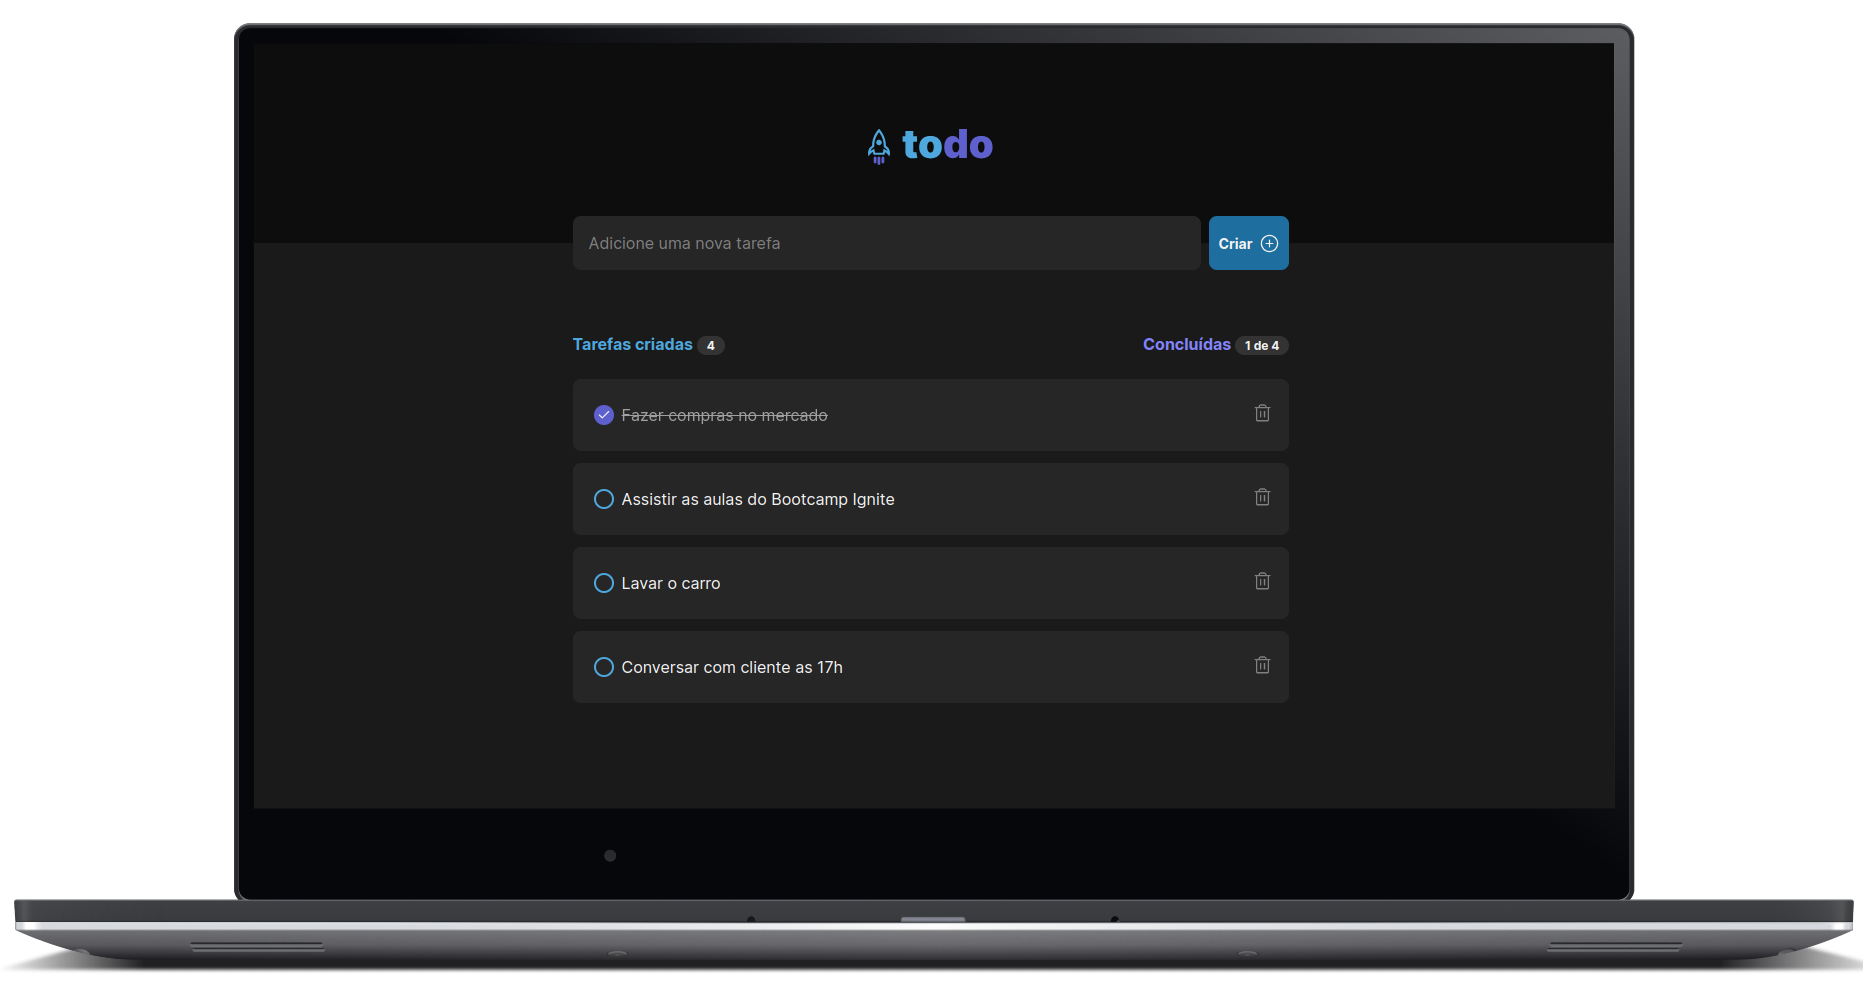 todo
Adicione uma nova tarefa
Criar
Tarefas criadas 4
Concluídas 1 de 4
Fazer compras no mercado
Assistir as aulas do Bootcamp Ignite
Lavar o carro
Conversar com cliente as 17h